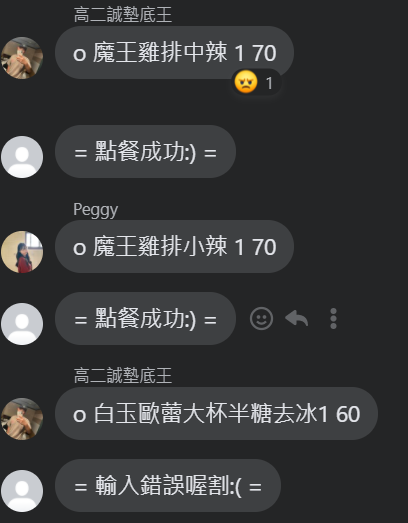 高二誠墊底王
o 魔王雞排中辣 1 70
1
= 點餐成功:) =
Peggy
o 魔王雞排小辣 1 70
= 點餐成功:) =
高二誠墊底王
o 白玉歐蕾大杯半糖去冰1 60
= 輸入錯誤喔割:( =